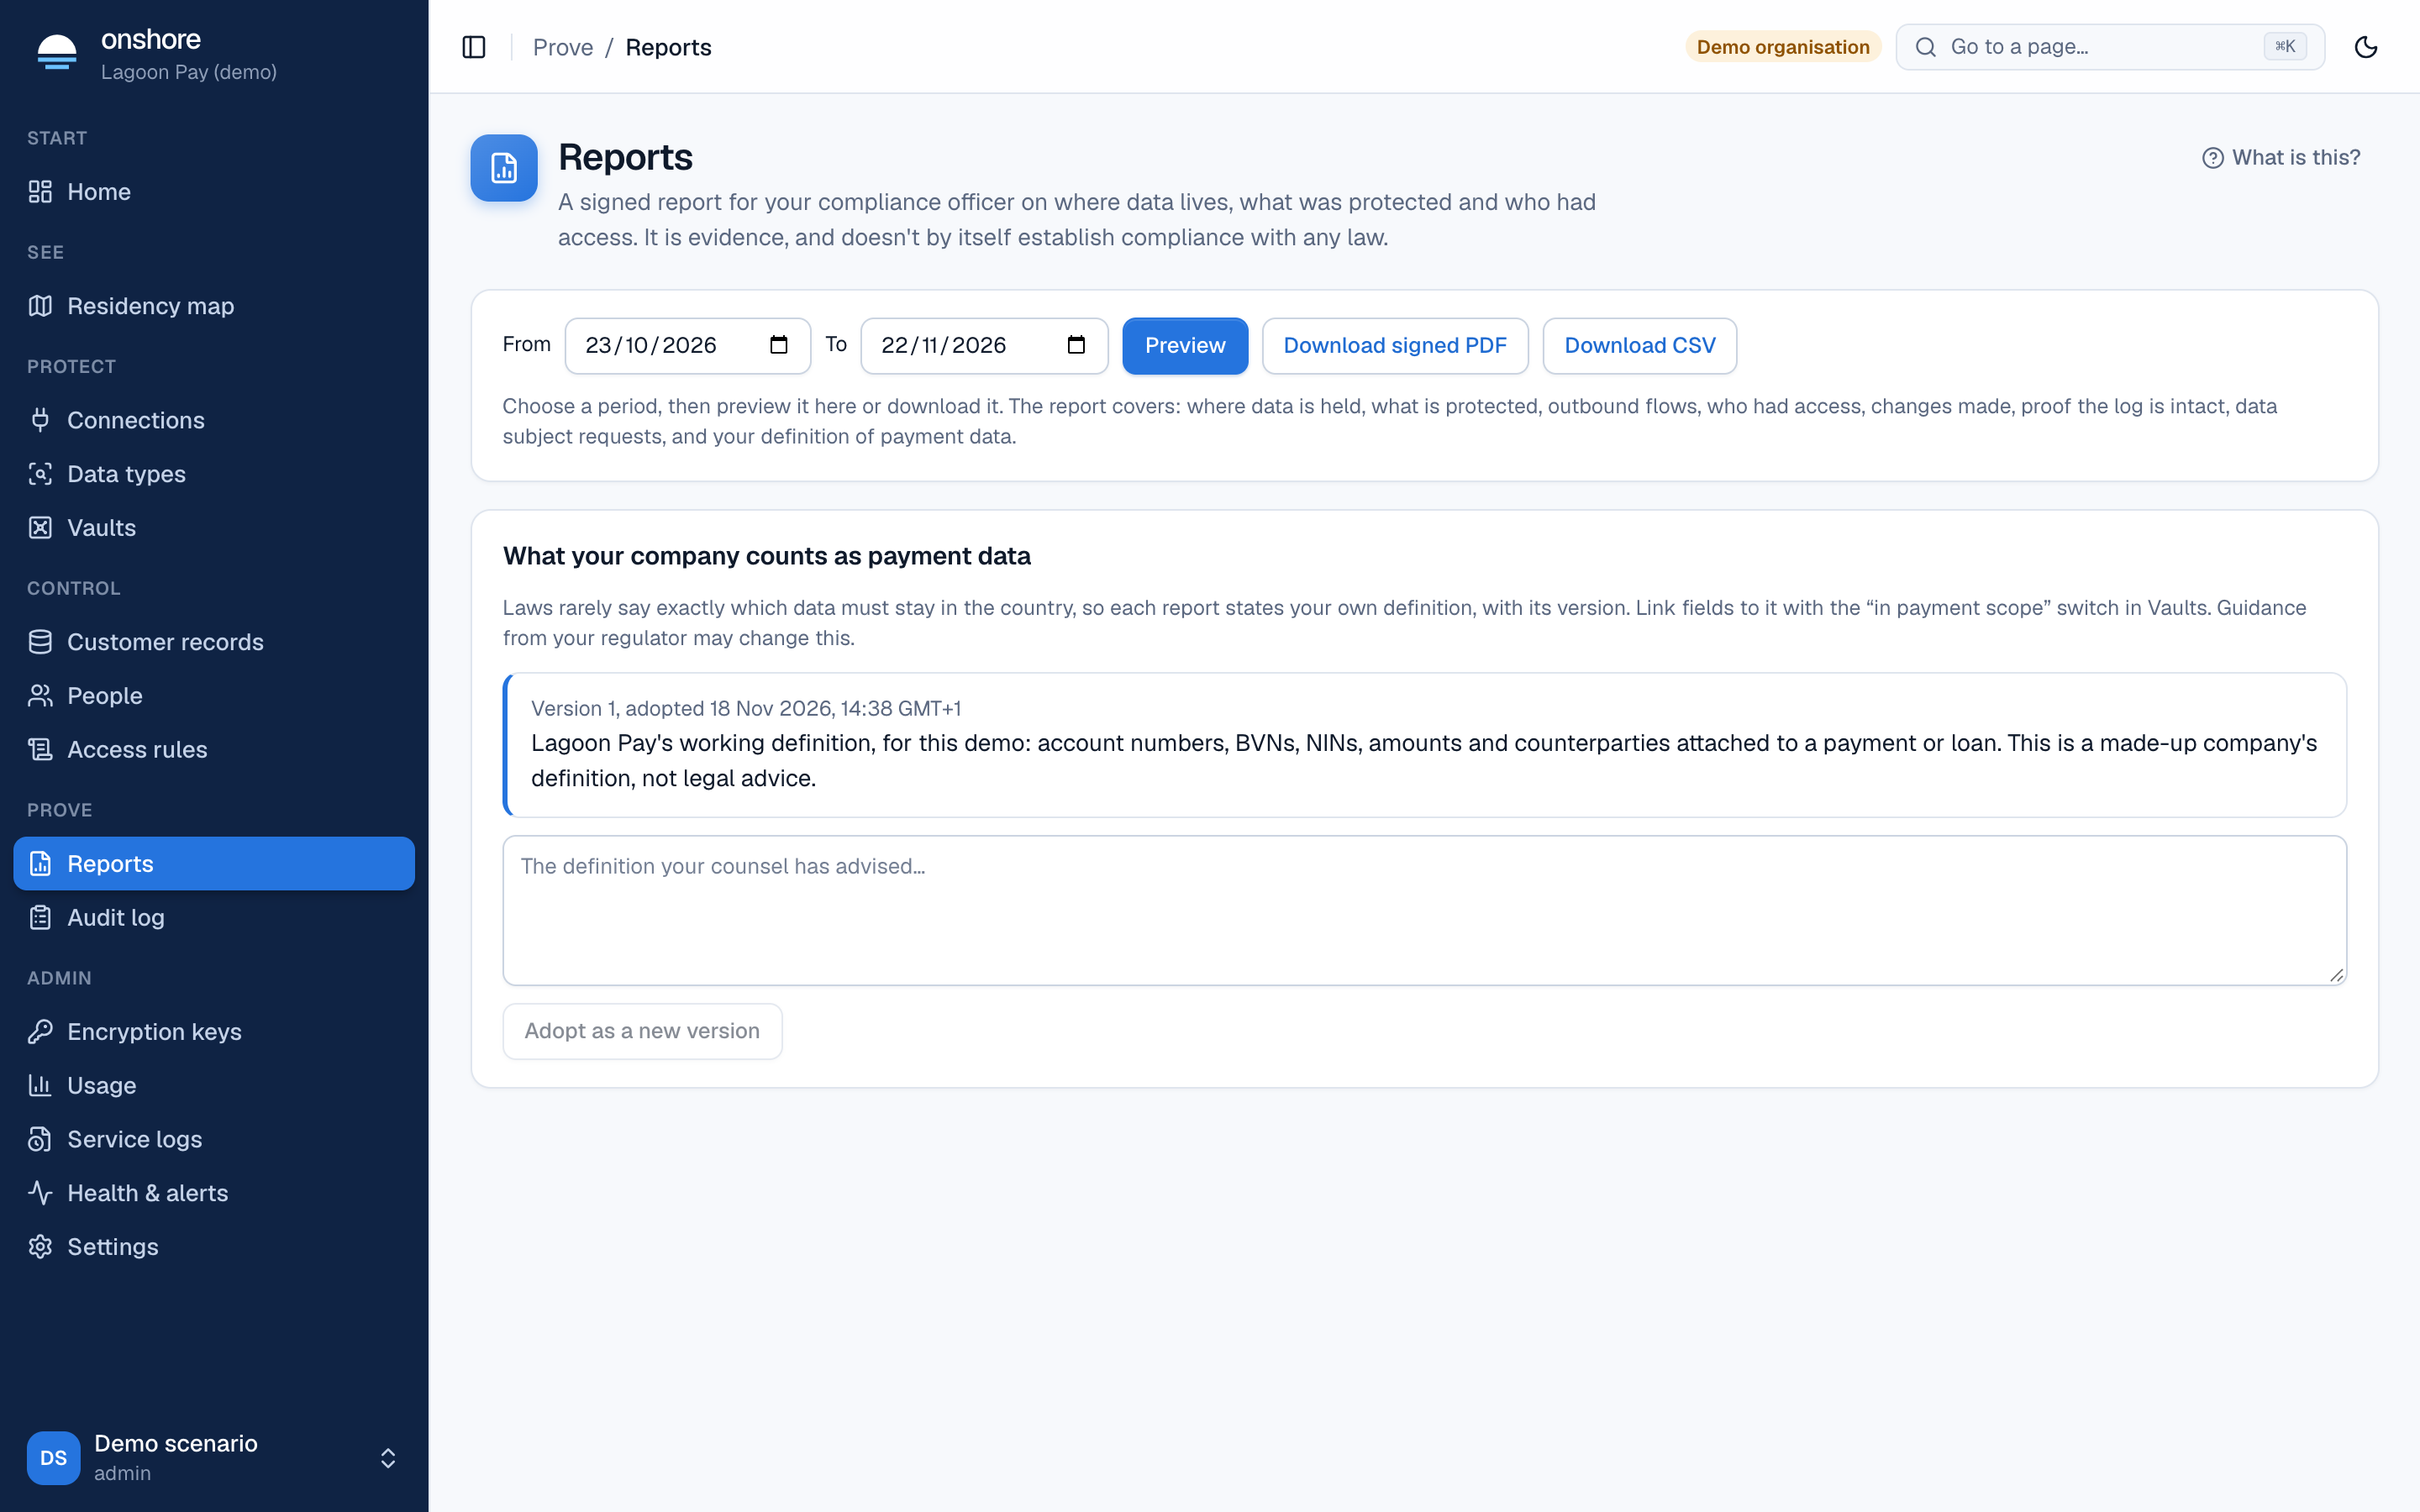 onshore
Lagoon Pay (demo)
START
Home
SEE
Residency map
PROTECT
Connections
Data types
Vaults
CONTROL
Customer records
People
Access rules
PROVE
Reports
Audit log
ADMIN
Encryption keys
Usage
Service logs
Health & alerts
Settings
DS
Demo scenario
admin
Prove / Reports
Demo organisation
Go to a page...
⌘K
Reports
What is this?
A signed report for your compliance officer on where data lives, what was protected and who had
access. It is evidence, and doesn't by itself establish compliance with any law.
From 23/10/2026 To 22/11/2026 Preview Download signed PDF Download CSV
Choose a period, then preview it here or download it. The report covers: where data is held, what is protected, outbound flows, who had access, changes made, proof the log is intact, data
subject requests, and your definition of payment data.
What your company counts as payment data
Laws rarely say exactly which data must stay in the country, so each report states your own definition, with its version. Link fields to it with the “in payment scope” switch in Vaults. Guidance
from your regulator may change this.
Version 1, adopted 18 Nov 2026, 14:38 GMT+1
Lagoon Pay's working definition, for this demo: account numbers, BVNs, NINs, amounts and counterparties attached to a payment or loan. This is a made-up company's
definition, not legal advice.
The definition your counsel has advised...
Adopt as a new version